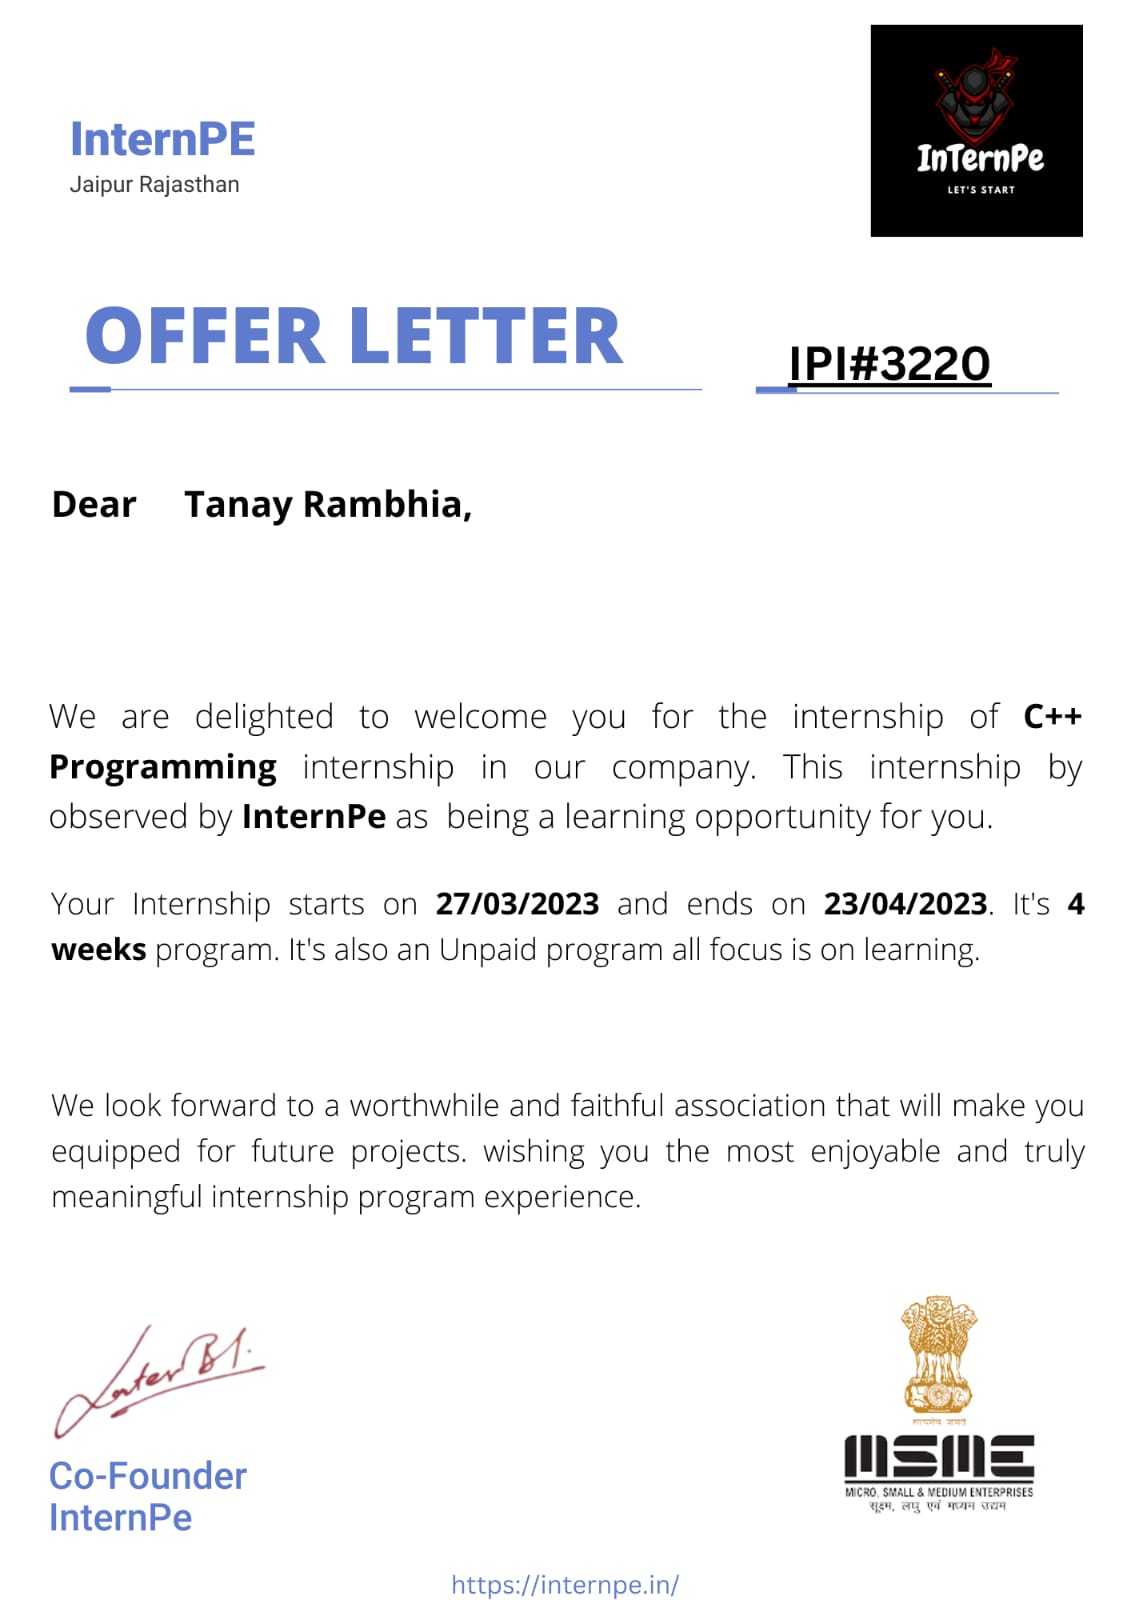 InternPE
Jaipur Rajasthan
InTernPe
LET'S START
OFFER LETTER
IPI#3220
Dear Tanay Rambhia,
We are delighted to welcome you for the internship of C++
Programming internship in our company. This internship by
observed by InternPe as being a learning opportunity for you.
Your Internship starts on 27/03/2023 and ends on 23/04/2023. It's 4
weeks program. It's also an Unpaid program all focus is on learning.
We look forward to a worthwhile and faithful association that will make you
equipped for future projects. wishing you the most enjoyable and truly
meaningful internship program experience.
Co-Founder
InternPe
सत्यमेव जयते
MSME
MICRO, SMALL & MEDIUM ENTERPRISES
सूक्ष्म, लघु एवं मध्यम उद्यम
https://internpe.in/